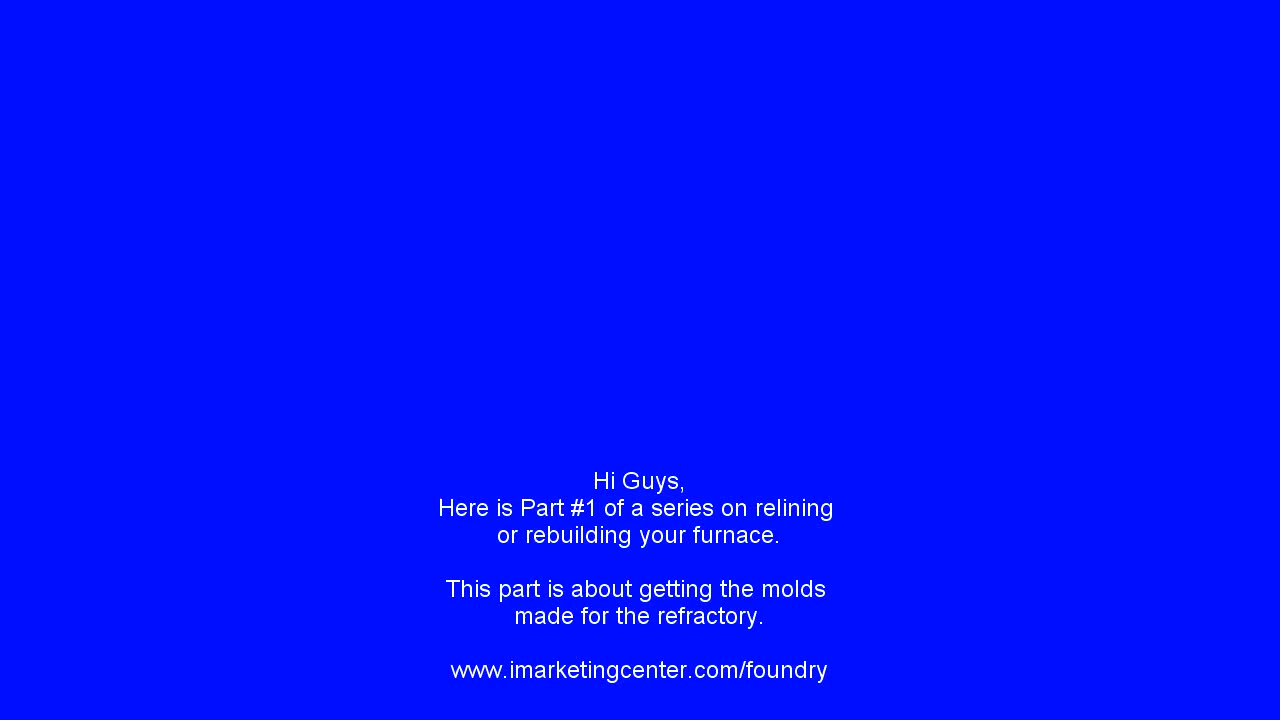 Hi Guys,
Here is Part #1 of a series on relining
or rebuilding your furnace.
This part is about getting the molds
made for the refractory.
www.imarketingcenter.com/foundry